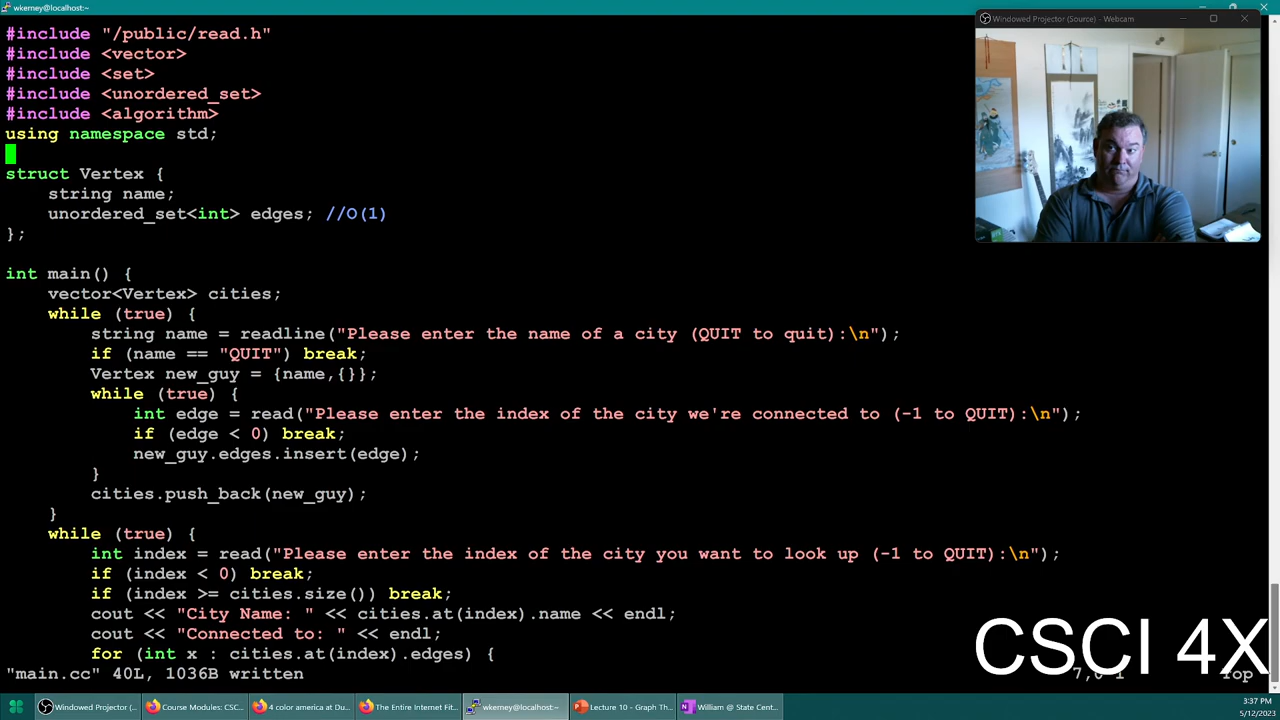 wkerney@localhost:~
Windowed Projector (Source) - Webcam
#include "/public/read.h"
#include <vector>
#include <set>
#include <unordered_set>
#include <algorithm>
using namespace std;
struct Vertex {
    string name;
    unordered_set<int> edges; //O(1)
};
int main() {
    vector<Vertex> cities;
    while (true) {
        string name = readline("Please enter the name of a city (QUIT to quit):\n");
        if (name == "QUIT") break;
        Vertex new_guy = {name,{}};
        while (true) {
            int edge = read("Please enter the index of the city we're connected to (-1 to QUIT):\n");
            if (edge < 0) break;
            new_guy.edges.insert(edge);
        }
        cities.push_back(new_guy);
    }
    while (true) {
        int index = read("Please enter the index of the city you want to look up (-1 to QUIT):\n");
        if (index < 0) break;
        if (index >= cities.size()) break;
        cout << "City Name: " << cities.at(index).name << endl;
        cout << "Connected to: " << endl;
        for (int x : cities.at(index).edges) {
"main.cc" 40L, 1036B written
CSCI 4X
Windowed Projector (...
Course Modules: CSC...
4 color america at Du...
The Entire Internet Fit...
wkerney@localhost:~
Lecture 10 - Graph Th...
William @ State Cent...
3:37 PM
5/12/2023